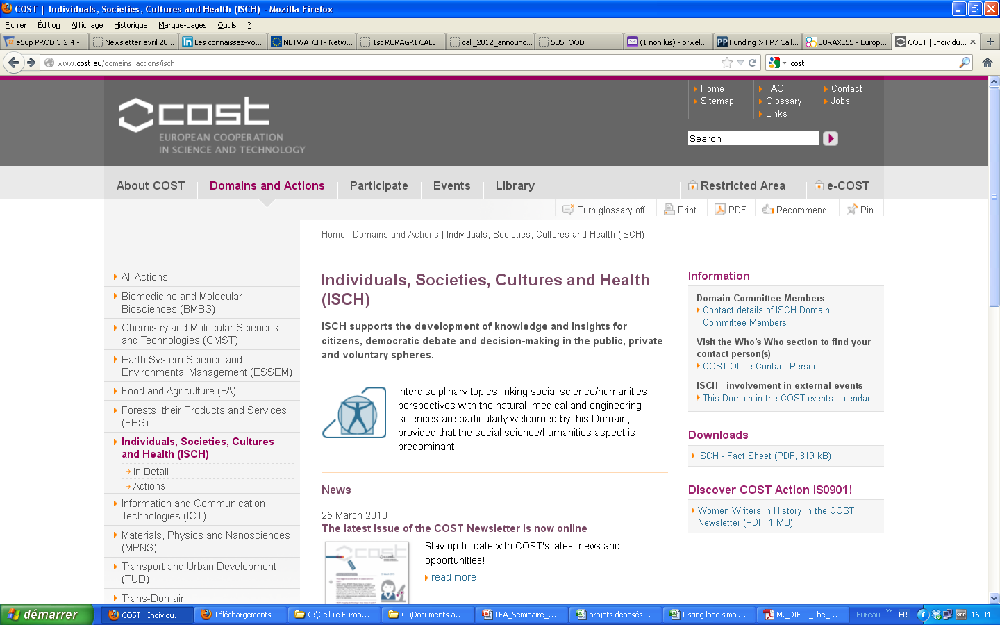 COST | Individuals, Societies, Cultures and Health (ISCH) - Mozilla Firefox
Fichier Édition Affichage Historique Marque-pages Outils ?
eSup PROD 3.2.4 -... Newsletter avril 20... Les connaissez-vo... NETWATCH - Netw... 1st RURAGRI CALL call_2012_announc... SUSFOOD (1 non lus) - orwel... Funding > FP7 Call... EURAXESS - Europ... COST | Individu...
www.cost.eu/domains_actions/isch cost
Home FAQ Contact
Sitemap Glossary Jobs
Links
cost
EUROPEAN COOPERATION
IN SCIENCE AND TECHNOLOGY
Search
About COST Domains and Actions Participate Events Library Restricted Area e-COST
Turn glossary off Print PDF Recommend Pin
Home | Domains and Actions | Individuals, Societies, Cultures and Health (ISCH)
All Actions
Biomedicine and Molecular
Biosciences (BMBS)
Chemistry and Molecular Sciences
and Technologies (CMST)
Earth System Science and
Environmental Management (ESSEM)
Food and Agriculture (FA)
Forests, their Products and Services
(FPS)
Individuals, Societies, Cultures
and Health (ISCH)
In Detail
Actions
Information and Communication
Technologies (ICT)
Materials, Physics and Nanosciences
(MPNS)
Transport and Urban Development
(TUD)
Trans-Domain
Individuals, Societies, Cultures and Health
(ISCH)
ISCH supports the development of knowledge and insights for
citizens, democratic debate and decision-making in the public, private
and voluntary spheres.
Interdisciplinary topics linking social science/humanities
perspectives with the natural, medical and engineering
sciences are particularly welcomed by this Domain,
provided that the social science/humanities aspect is
predominant.
News
25 March 2013
The latest issue of the COST Newsletter is now online
cost
Stay up-to-date with COST's latest news and
opportunities!
read more
Information
Domain Committee Members
Contact details of ISCH Domain
Committee Members
Visit the Who's Who section to find your
contact person(s)
COST Office Contact Persons
ISCH - involvement in external events
This Domain in the COST events calendar
Downloads
ISCH - Fact Sheet (PDF, 319 kB)
Discover COST Action IS0901!
Women Writers in History in the COST
Newsletter (PDF, 1 MB)
démarrer COST | Individu... Téléchargements C:\Cellule Europ... C:\Documents a... LEA_Séminaire_... projets déposés... Listing labo simpl... M._DIETL_The_... Bureau » FR OFF 16:04